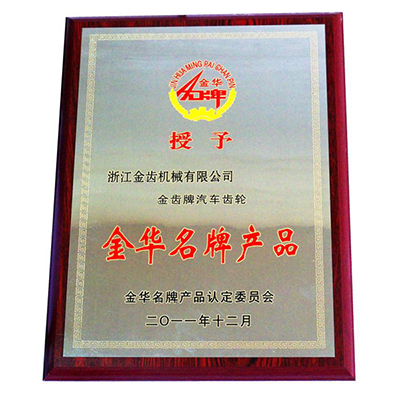 JIN HUA MING PAI CHAN PIN
金华
名牌
授予
浙江金齿机械有限公司
金齿牌汽车齿轮
金华名牌产品
金华名牌产品认定委员会
二〇一一年十二月